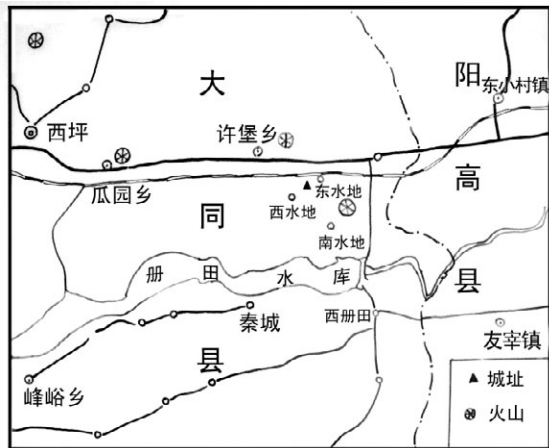 大
阳
东小村镇
西坪
许堡乡
高
瓜园乡
东水地
西水地
同
南水地
册田水库
县
秦城
西册田
友宰镇
峰峪乡
县
城址
火山